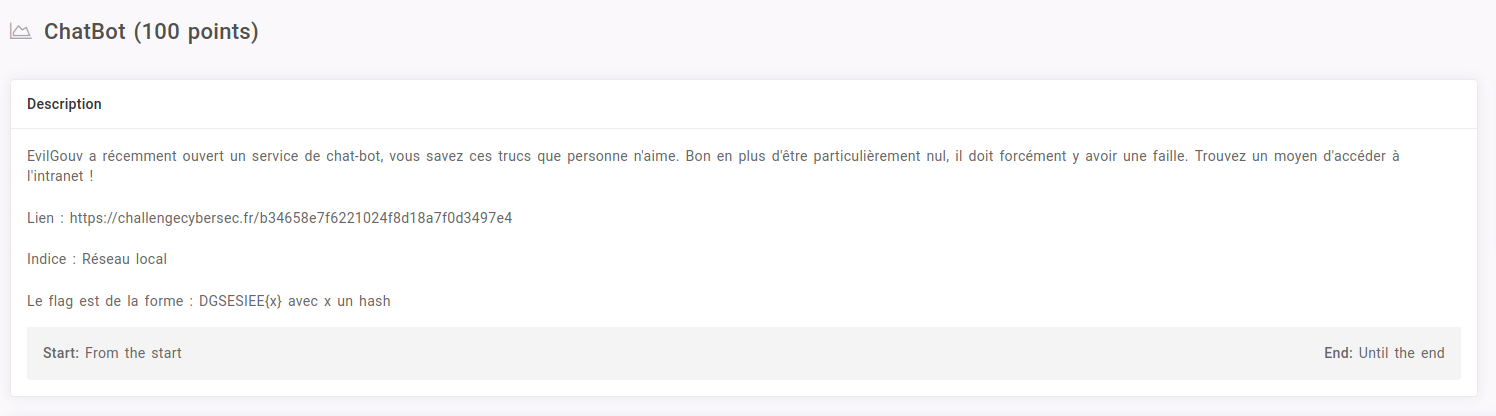 ChatBot (100 points)
Description
EvilGouv a récemment ouvert un service de chat-bot, vous savez ces trucs que personne n'aime. Bon en plus d'être particulièrement nul, il doit forcément y avoir une faille. Trouvez un moyen d'accéder à
l'intranet !
Lien : https://challengecybersec.fr/b34658e7f6221024f8d18a7f0d3497e4
Indice : Réseau local
Le flag est de la forme : DGSESIEE{x} avec x un hash
Start: From the start
End: Until the end